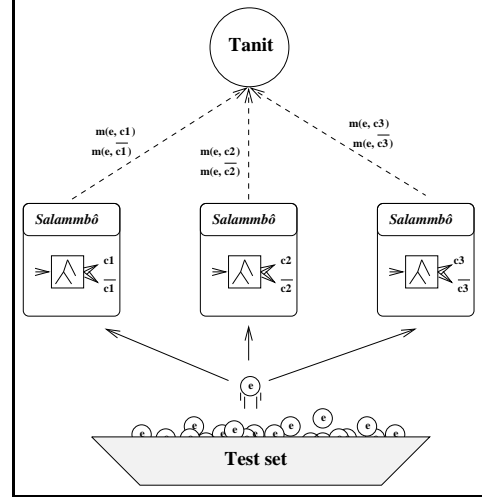 Tanit
m(e, c1)
m(e, c1)
m(e, c2)
m(e, c2)
m(e, c3)
m(e, c3)
Salammbô
Salammbô
Salammbô
c1
c1
c2
c2
c3
c3
e
e
e
e
e
e
e
e
e
e
e
e
Test set